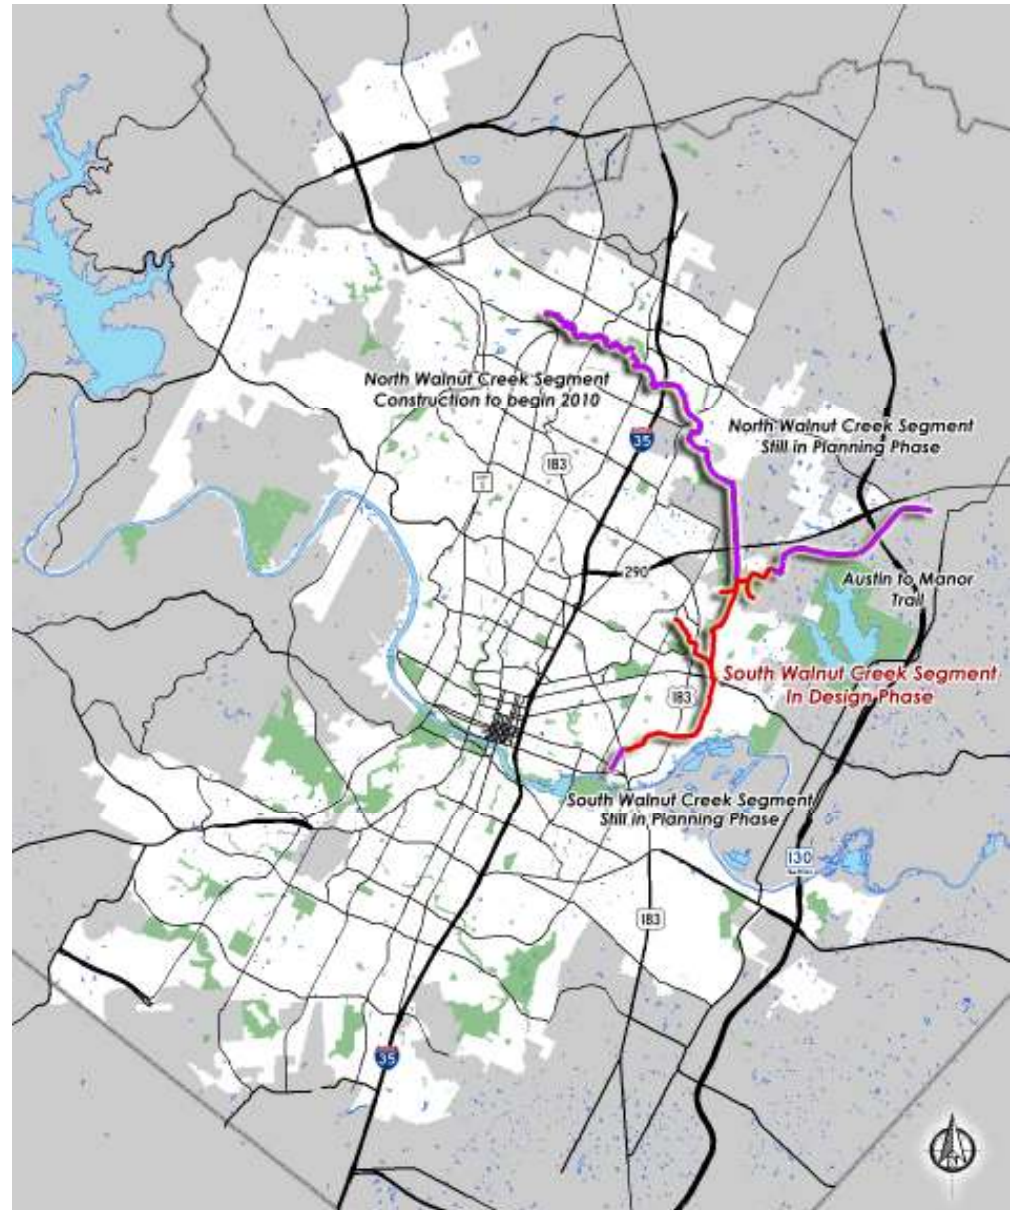 North Walnut Creek Segment
Construction to begin 2010
North Walnut Creek Segment
Still in Planning Phase
35
183
1
290
Austin to Manor
Trail
South Walnut Creek Segment
In Design Phase
183
South Walnut Creek Segment
Still in Planning Phase
130
183
35